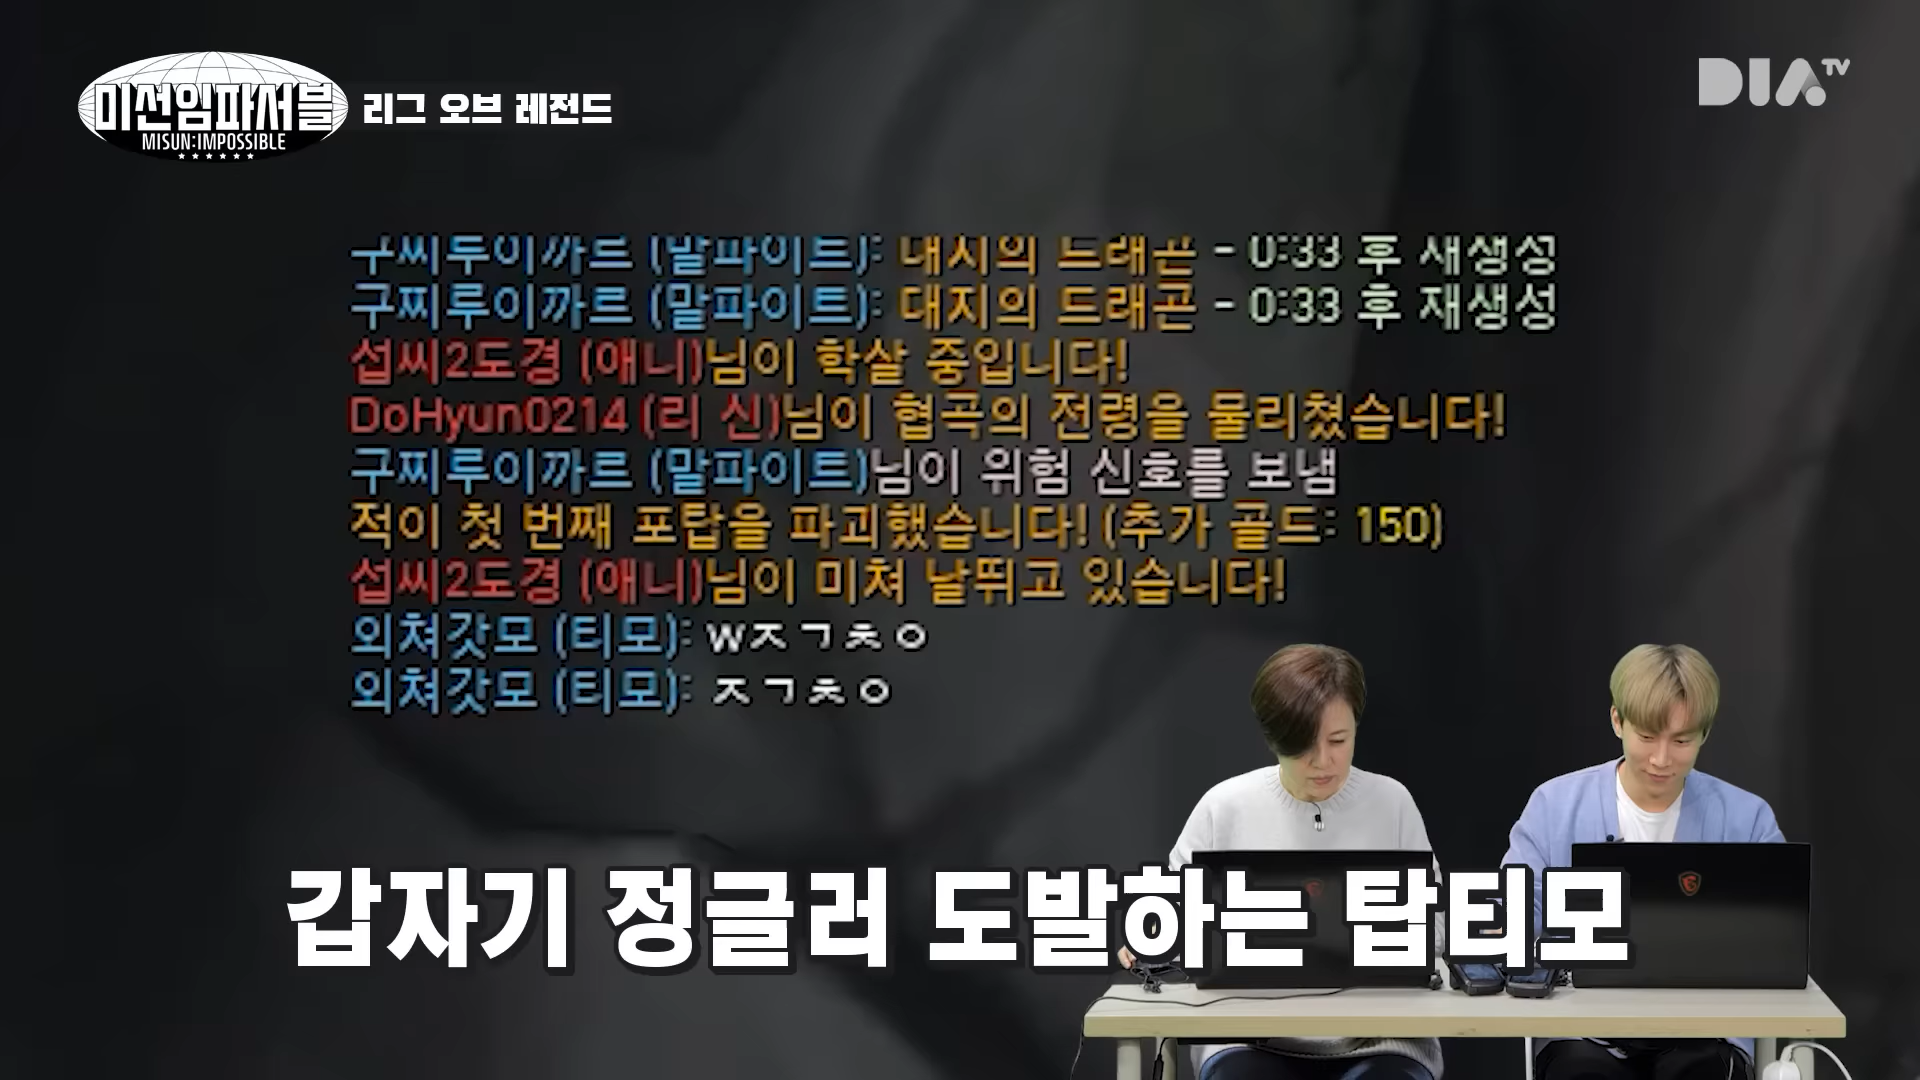 미선임파서블
MISUN:IMPOSSIBLE
리그 오브 레전드
DIA TV
구찌루이까르 (말파이트): 대지의 드래곤 - 0:33 후 재생성
구찌루이까르 (말파이트): 대지의 드래곤 - 0:33 후 재생성
섭씨2도경 (애니)님이 학살 중입니다!
DoHyun0214 (리 신)님이 협곡의 전령을 물리쳤습니다!
구찌루이까르 (말파이트)님이 위험 신호를 보냄
적이 첫 번째 포탑을 파괴했습니다! (추가 골드: 150)
섭씨2도경 (애니)님이 미쳐 날뛰고 있습니다!
외쳐갓모 (티모): wㅈㄱㅊㅇ
외쳐갓모 (티모): ㅈㄱㅊㅇ
갑자기 정글러 도발하는 탑티모